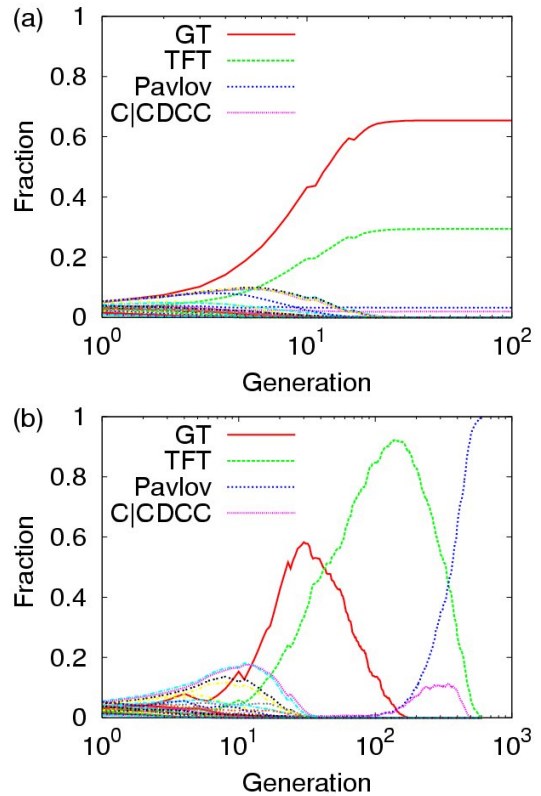 (a)
1
0.8
0.6
0.4
0.2
0
Fraction
GT
TFT
Pavlov
C|CDCC
10^0 10^1 10^2
Generation
(b)
1
0.8
0.6
0.4
0.2
0
Fraction
GT
TFT
Pavlov
C|CDCC
10^0 10^1 10^2 10^3
Generation